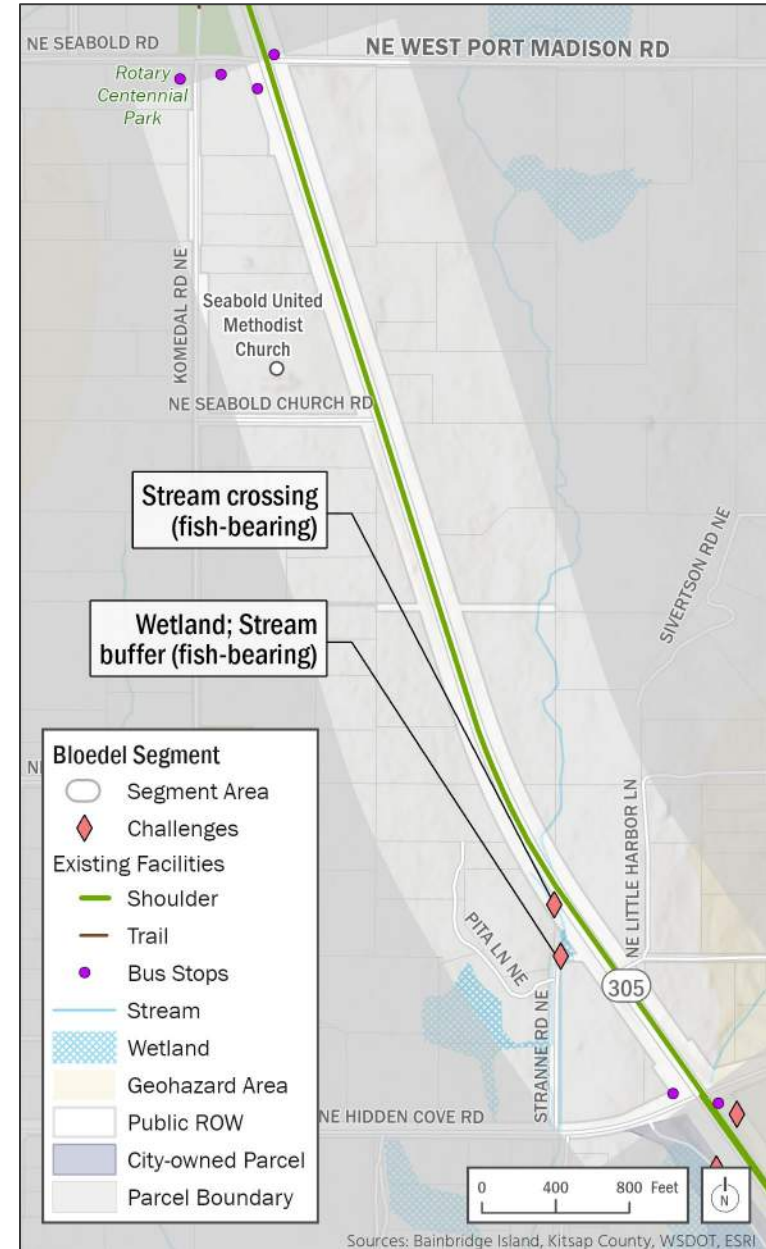 NE SEABOLD RD
NE WEST PORT MADISON RD
Rotary
Centennial
Park
KOMEDAL RD NE
Seabold United
Methodist
Church
NE SEABOLD CHURCH RD
Stream crossing
(fish-bearing)
SIVERTSON RD NE
Wetland; Stream
buffer (fish-bearing)
NE
Bloedel Segment
Segment Area
Challenges
Existing Facilities
Shoulder
Trail
Bus Stops
Stream
Wetland
Geohazard Area
Public ROW
City-owned Parcel
Parcel Boundary
NE LITTLE HARBOR LN
PITA LN NE
STRANNE RD NE
305
NE HIDDEN COVE RD
0 400 800 Feet
N
Sources: Bainbridge Island, Kitsap County, WSDOT, ESRI